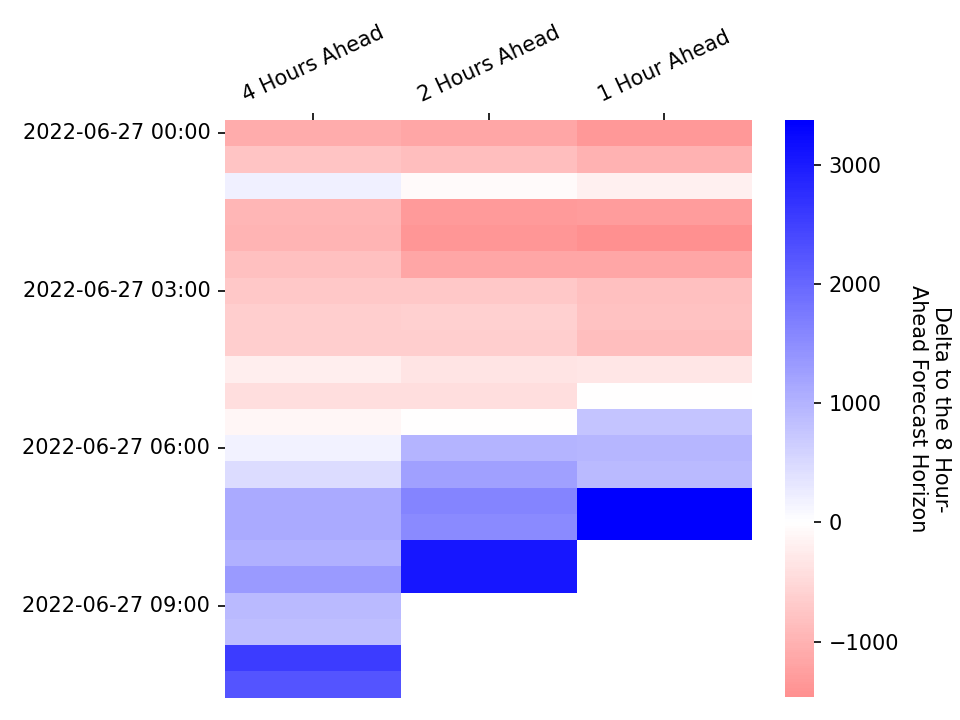 4 Hours Ahead
2 Hours Ahead
1 Hour Ahead
2022-06-27 00:00
2022-06-27 03:00
2022-06-27 06:00
2022-06-27 09:00
3000
2000
1000
0
−1000
Delta to the 8 Hour-
Ahead Forecast Horizon